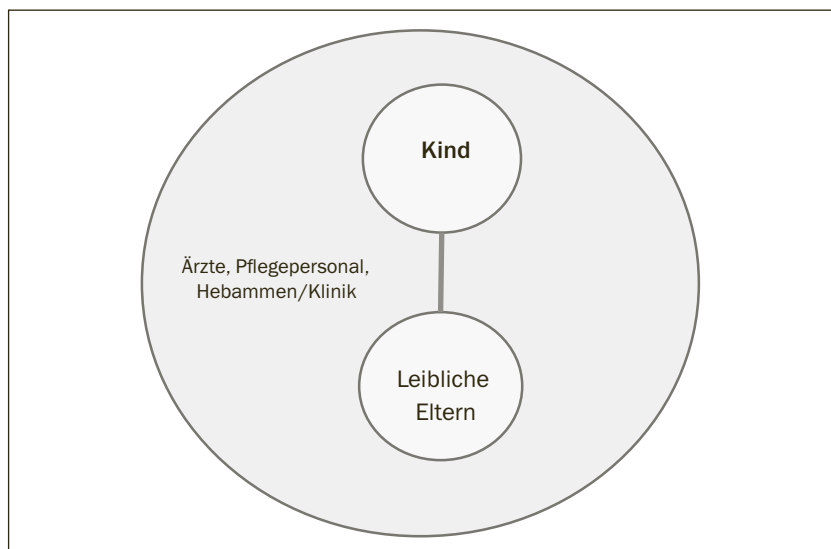 Kind
Ärzte, Pflegepersonal,
Hebammen/Klinik
Leibliche
Eltern